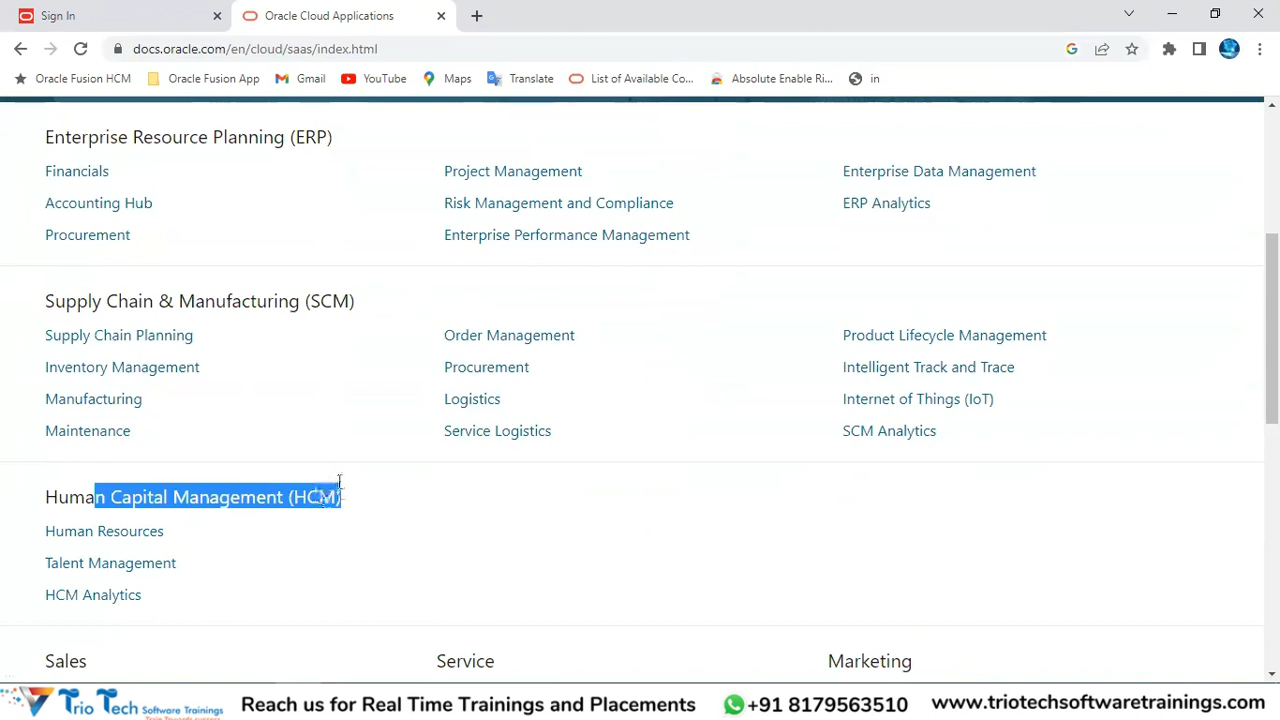 Sign In
Oracle Cloud Applications
docs.oracle.com/en/cloud/saas/index.html
Oracle Fusion HCM
Oracle Fusion App
Gmail
YouTube
Maps
Translate
List of Available Co...
Absolute Enable Ri...
in
Enterprise Resource Planning (ERP)
Financials
Project Management
Enterprise Data Management
Accounting Hub
Risk Management and Compliance
ERP Analytics
Procurement
Enterprise Performance Management
Supply Chain & Manufacturing (SCM)
Supply Chain Planning
Order Management
Product Lifecycle Management
Inventory Management
Procurement
Intelligent Track and Trace
Manufacturing
Logistics
Internet of Things (IoT)
Maintenance
Service Logistics
SCM Analytics
Human Capital Management (HCM)
Human Resources
Talent Management
HCM Analytics
Sales
Service
Marketing
Trio Tech Software Trainings
Train Towards success
Reach us for Real Time Trainings and Placements
+91 8179563510
www.triotechsoftwaretrainings.com